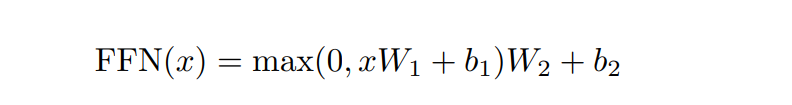 FFN(x) = max(0, xW₁ + b₁)W₂ + b₂